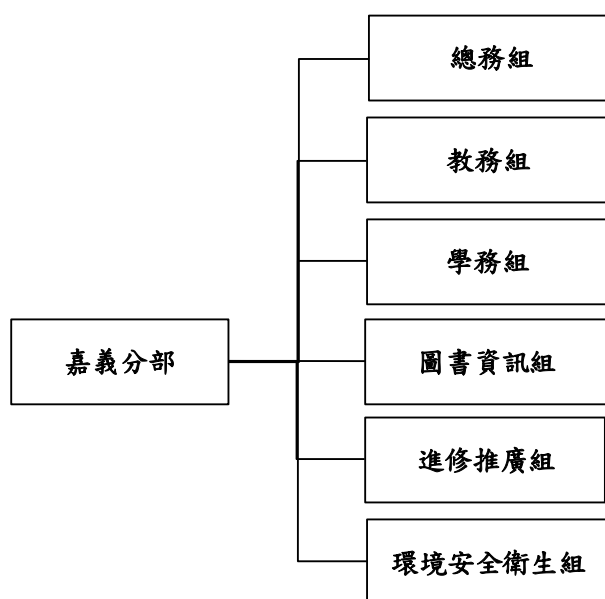 總務組
教務組
學務組
嘉義分部
圖書資訊組
進修推廣組
環境安全衛生組